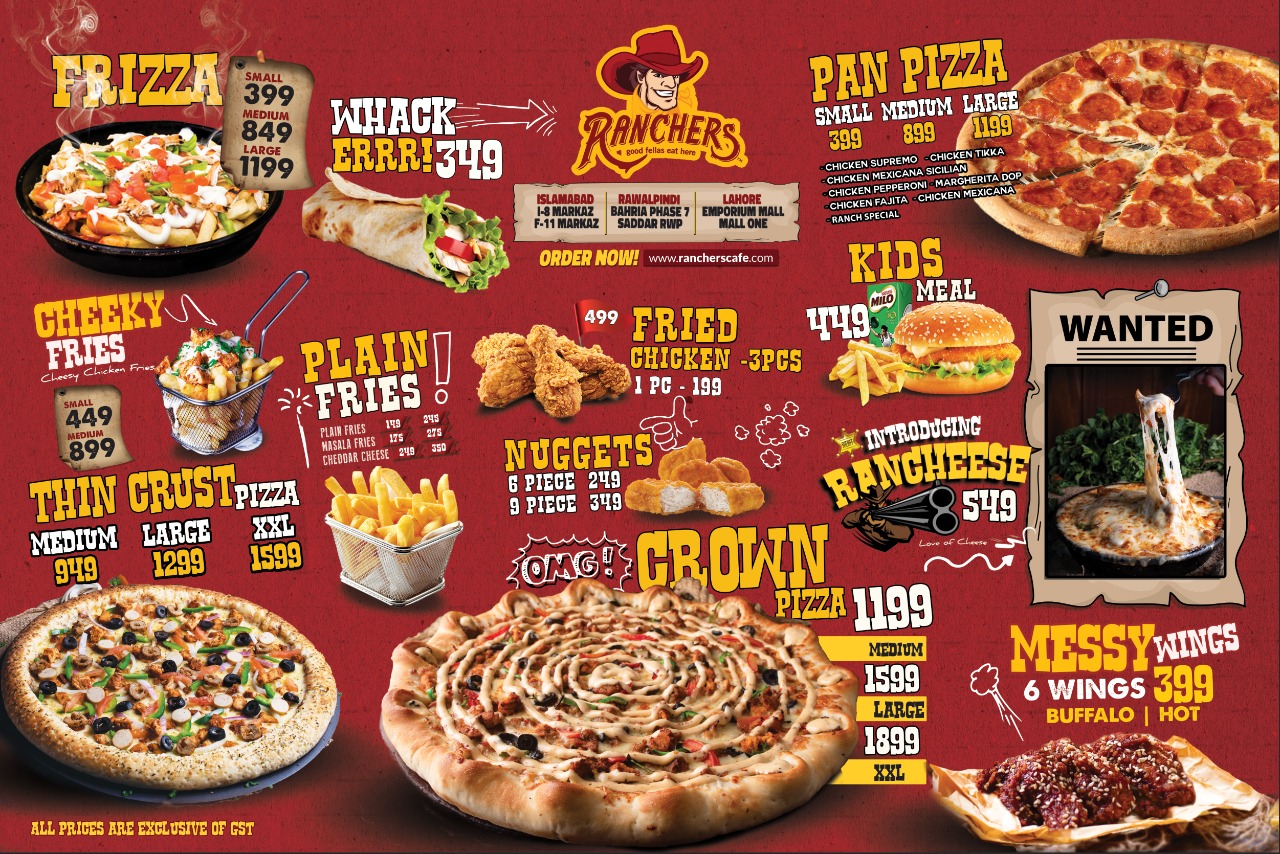 FRIZZA
SMALL
399
MEDIUM
849
LARGE
1199
WHACK
ERRR! 349
RANCHERS
good fellas eat here
ISLAMABAD
I-8 MARKAZ
F-11 MARKAZ
RAWALPINDI
BAHRIA PHASE 7
SADDAR RWP
LAHORE
EMPORIUM MALL
MALL ONE
ORDER NOW! www.rancherscafe.com
PAN PIZZA
SMALL MEDIUM LARGE
399 899 1199
- CHICKEN SUPREMO - CHICKEN TIKKA
- CHICKEN MEXICANA SICILIAN
- CHICKEN PEPPERONI - MARGHERITA DOP
- CHICKEN FAJITA - CHICKEN MEXICANA
- RANCH SPECIAL
KIDS
MEAL
449
MILO
CHEEKY
FRIES
Cheesy Chicken Fries
SMALL
449
MEDIUM
899
PLAIN
FRIES!
PLAIN FRIES 149 245
MASALA FRIES 175 275
CHEDDAR CHEESE 249 350
499
FRIED
CHICKEN -3PCS
1 PC - 199
NUGGETS
6 PIECE 249
9 PIECE 349
INTRODUCING
RANCHEESE
549
Love of Cheese
WANTED
THIN CRUST PIZZA
MEDIUM LARGE XXL
949 1299 1599
OMG!
CROWN
PIZZA 1199
MEDIUM
1599
LARGE
1899
XXL
MESSY WINGS
6 WINGS 399
BUFFALO | HOT
ALL PRICES ARE EXCLUSIVE OF GST